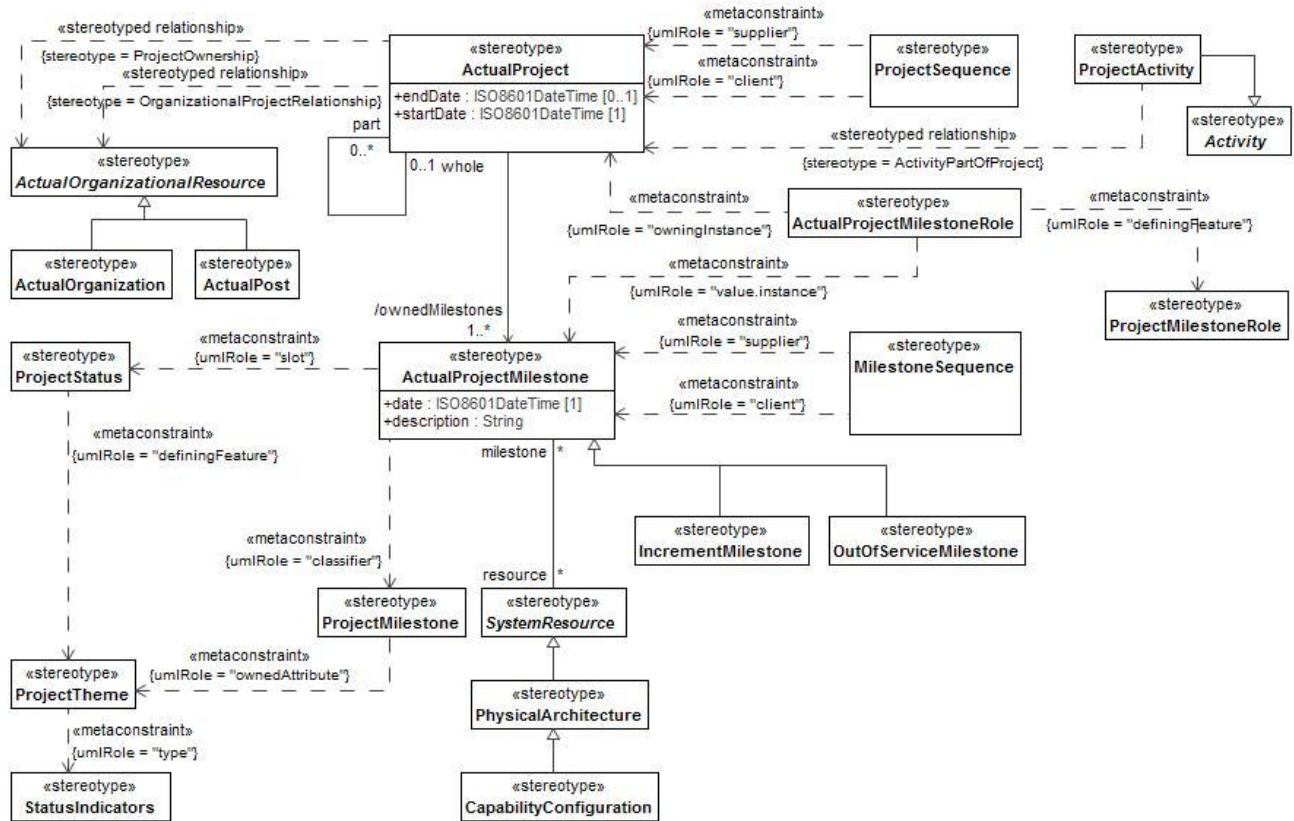 «stereotyped relationship»
{stereotype = ProjectOwnership}
«stereotyped relationship»
{stereotype = OrganizationalProjectRelationship}
«stereotype»
ActualProject
+endDate : ISO8601DateTime [0..1]
+startDate : ISO8601DateTime [1]
part
0..*
0..1 whole
«metaconstraint»
{umlRole = "supplier"}
«metaconstraint»
{umlRole = "client"}
«stereotype»
ProjectSequence
«stereotype»
ProjectActivity
«stereotype»
Activity
«stereotyped relationship»
{stereotype = ActivityPartOfProject}
«stereotype»
ActualOrganizationalResource
«stereotype»
ActualOrganization
«stereotype»
ActualPost
«metaconstraint»
{umlRole = "owningInstance"}
«stereotype»
ActualProjectMilestoneRole
«metaconstraint»
{umlRole = "definingFeature"}
«metaconstraint»
{umlRole = "value.instance"}
«stereotype»
ProjectMilestoneRole
/ownedMilestones
1..*
«stereotype»
ProjectStatus
«metaconstraint»
{umlRole = "slot"}
«stereotype»
ActualProjectMilestone
+date : ISO8601DateTime [1]
+description : String
«metaconstraint»
{umlRole = "supplier"}
«metaconstraint»
{umlRole = "client"}
«stereotype»
MilestoneSequence
«metaconstraint»
{umlRole = "definingFeature"}
milestone *
«stereotype»
IncrementMilestone
«stereotype»
OutOfServiceMilestone
«metaconstraint»
{umlRole = "classifier"}
resource *
«stereotype»
ProjectMilestone
«stereotype»
SystemResource
«metaconstraint»
{umlRole = "ownedAttribute"}
«stereotype»
ProjectTheme
«stereotype»
PhysicalArchitecture
«metaconstraint»
{umlRole = "type"}
«stereotype»
StatusIndicators
«stereotype»
CapabilityConfiguration